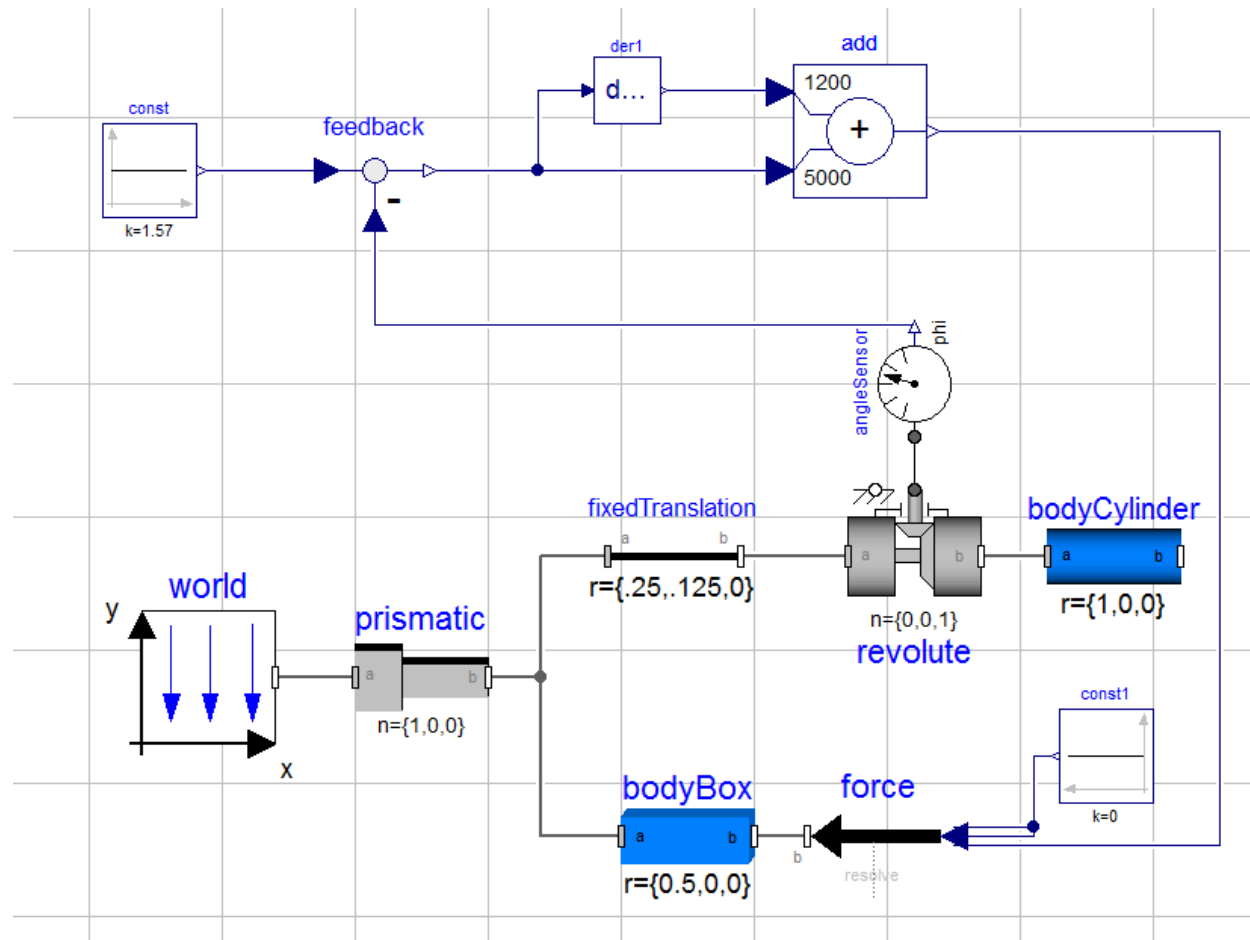 der1
d...
add
1200
+
5000
const
k=1.57
feedback
-
angleSensor
phi
fixedTranslation
a
b
r={.25,.125,0}
a
b
n={0,0,1}
revolute
bodyCylinder
a
b
r={1,0,0}
world
y
x
prismatic
a
b
n={1,0,0}
const1
k=0
bodyBox
a
b
r={0.5,0,0}
force
b
resolve